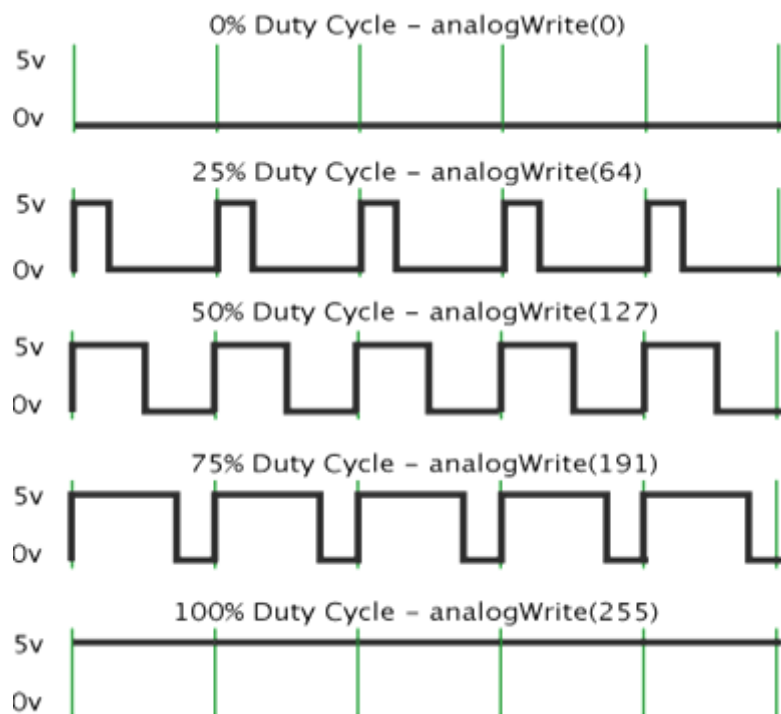 0% Duty Cycle – analogWrite(0)
5v
0v
25% Duty Cycle – analogWrite(64)
5v
0v
50% Duty Cycle – analogWrite(127)
5v
0v
75% Duty Cycle – analogWrite(191)
5v
0v
100% Duty Cycle – analogWrite(255)
5v
0v